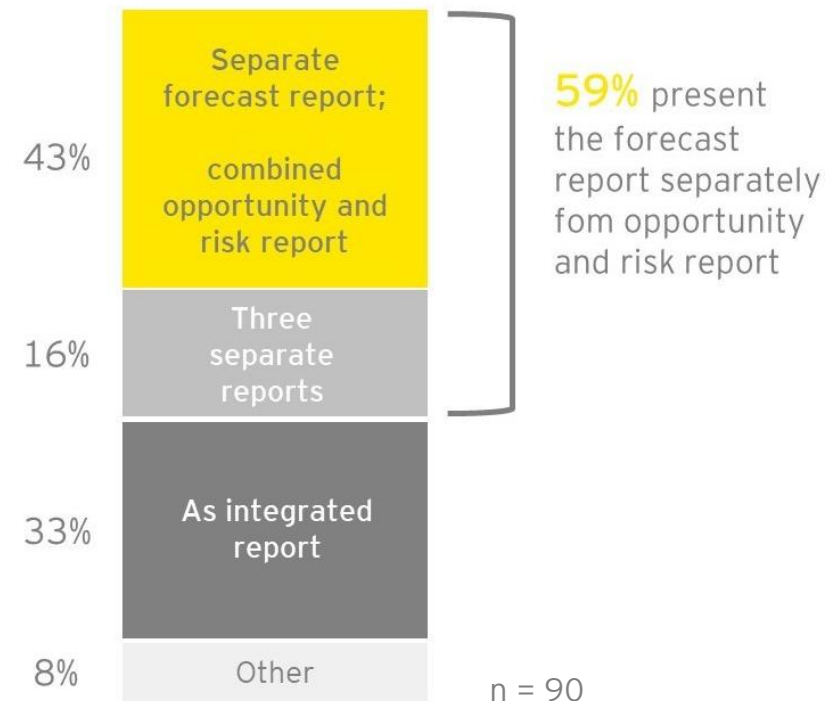 43%
Separate
forecast report;
combined
opportunity and
risk report
59% present
the forecast
report separately
fom opportunity
and risk report
16%
Three
separate
reports
33%
As integrated
report
8%
Other
n = 90